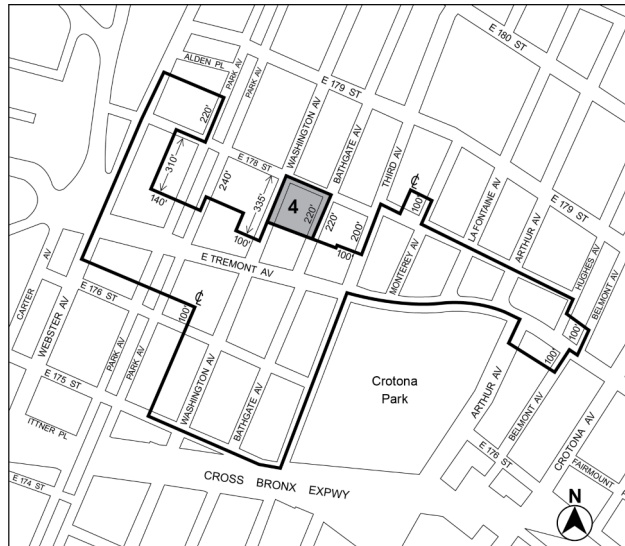 E 180 ST
ALDEN PL
PARK AV
PARK AV
E 179 ST
220'
WASHINGTON AV
BATHGATE AV
THIRD AV
E 178 ST
310'
240'
335'
140'
100'
4
220'
220'
200'
100'
℄
100'
LA FONTAINE AV
ARTHUR AV
E 179 ST
HUGHES AV
BELMONT AV
E TREMONT AV
MONTEREY AV
CARTER AV
WEBSTER AV
E 176 ST
℄
100'
100'
100'
PARK AV
PARK AV
WASHINGTON AV
BATHGATE AV
E 175 ST
ITTNER PL
E 174 ST
Crotona
Park
ARTHUR AV
BELMONT AV
CROTONA AV
E 176 ST
FAIRMOUNT
CROSS BRONX EXPWY
N